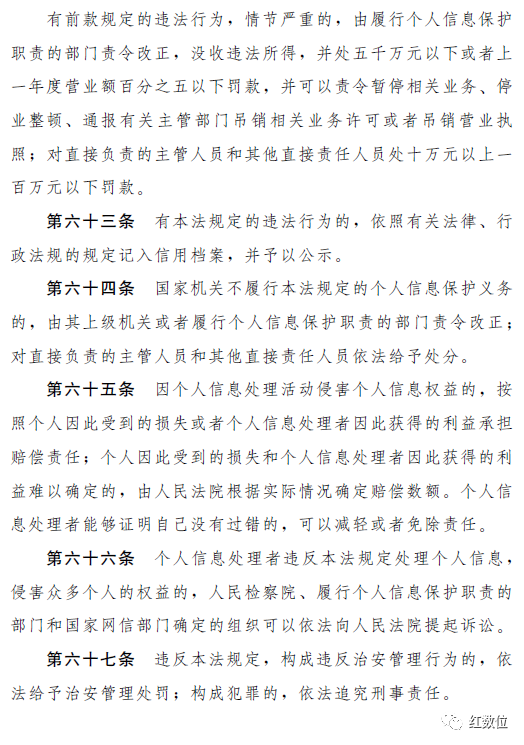 有前款规定的违法行为，情节严重的，由履行个人信息保护
职责的部门责令改正，没收违法所得，并处五千万元以下或者上
一年度营业额百分之五以下罚款，并可以责令暂停相关业务、停
业整顿、通报有关主管部门吊销相关业务许可或者吊销营业执
照；对直接负责的主管人员和其他直接责任人员处十万元以上一
百万元以下罚款。
第六十三条　有本法规定的违法行为的，依照有关法律、行
政法规的规定记入信用档案，并予以公示。
第六十四条　国家机关不履行本法规定的个人信息保护义务
的，由其上级机关或者履行个人信息保护职责的部门责令改正；
对直接负责的主管人员和其他直接责任人员依法给予处分。
第六十五条　因个人信息处理活动侵害个人信息权益的，按
照个人因此受到的损失或者个人信息处理者因此获得的利益承担
赔偿责任；个人因此受到的损失和个人信息处理者因此获得的利
益难以确定的，由人民法院根据实际情况确定赔偿数额。个人信
息处理者能够证明自己没有过错的，可以减轻或者免除责任。
第六十六条　个人信息处理者违反本法规定处理个人信息，
侵害众多个人的权益的，人民检察院、履行个人信息保护职责的
部门和国家网信部门确定的组织可以依法向人民法院提起诉讼。
第六十七条　违反本法规定，构成违反治安管理行为的，依
法给予治安管理处罚；构成犯罪的，依法追究刑事责任。
红数位